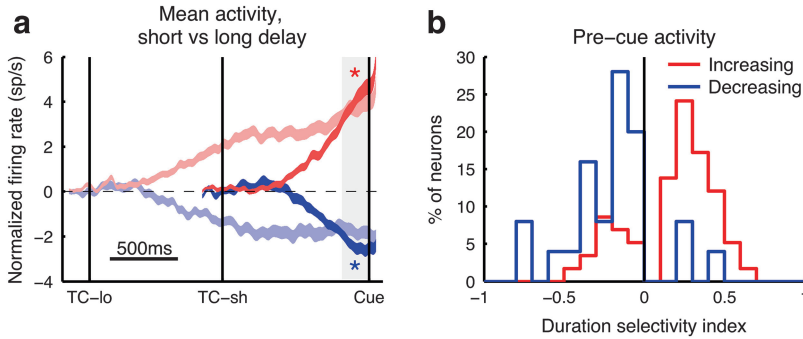 a
Mean activity,
short vs long delay
Normalized firing rate (sp/s)
6
4
2
0
−2
−4
*
*
500ms
TC−lo
TC−sh
Cue
b
Pre−cue activity
Increasing
Decreasing
% of neurons
30
25
20
15
10
5
0
−1
−0.5
0
0.5
1
Duration selectivity index